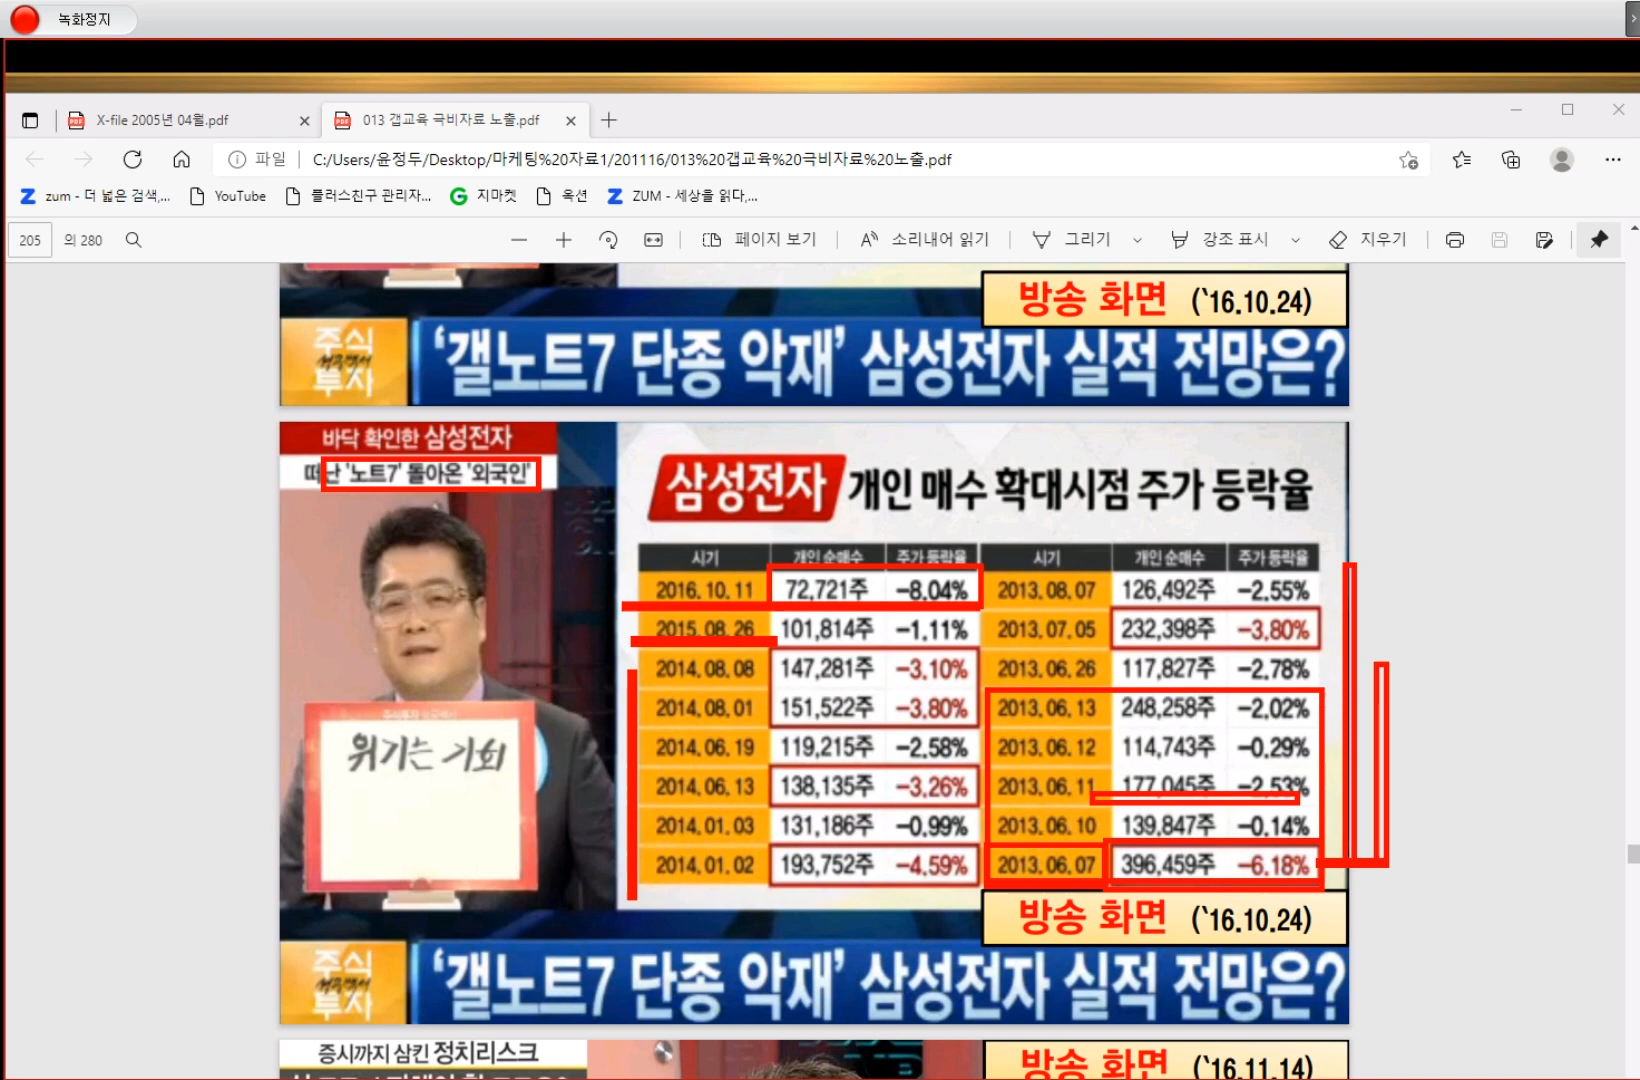 녹화정지
X-file 2005년 04월.pdf
013 갭교육 극비자료 노출.pdf
파일
C:/Users/윤정두/Desktop/마케팅%20자료1/201116/013%20갭교육%20극비자료%20노출.pdf
zum - 더 넓은 검색,...
YouTube
플러스친구 관리자...
지마켓
옥션
ZUM - 세상을 읽다,...
205 의 280
페이지 보기
소리내어 읽기
그리기
강조 표시
지우기
방송 화면 (`16.10.24)
주식
투자
‘갤노트7 단종 악재’ 삼성전자 실적 전망은?
바닥 확인한 삼성전자
떠난 '노트7' 돌아온 '외국인'
삼성전자 개인 매수 확대시점 주가 등락율
시기 개인 순매수 주가 등락율 시기 개인 순매수 주가 등락율
2016.10.11 72,721주 -8.04% 2013.08.07 126,492주 -2.55%
2015.08.26 101,814주 -1.11% 2013.07.05 232,398주 -3.80%
2014.08.08 147,281주 -3.10% 2013.06.26 117,827주 -2.78%
2014.08.01 151,522주 -3.80% 2013.06.13 248,258주 -2.02%
2014.06.19 119,215주 -2.58% 2013.06.12 114,743주 -0.29%
2014.06.13 138,135주 -3.26% 2013.06.11 177,045주 -2.53%
2014.01.03 131,186주 -0.99% 2013.06.10 139,847주 -0.14%
2014.01.02 193,752주 -4.59% 2013.06.07 396,459주 -6.18%
위기는 기회
방송 화면 (`16.10.24)
주식
투자
‘갤노트7 단종 악재’ 삼성전자 실적 전망은?
증시까지 삼킨 정치리스크
방송 화면 (`16.11.14)